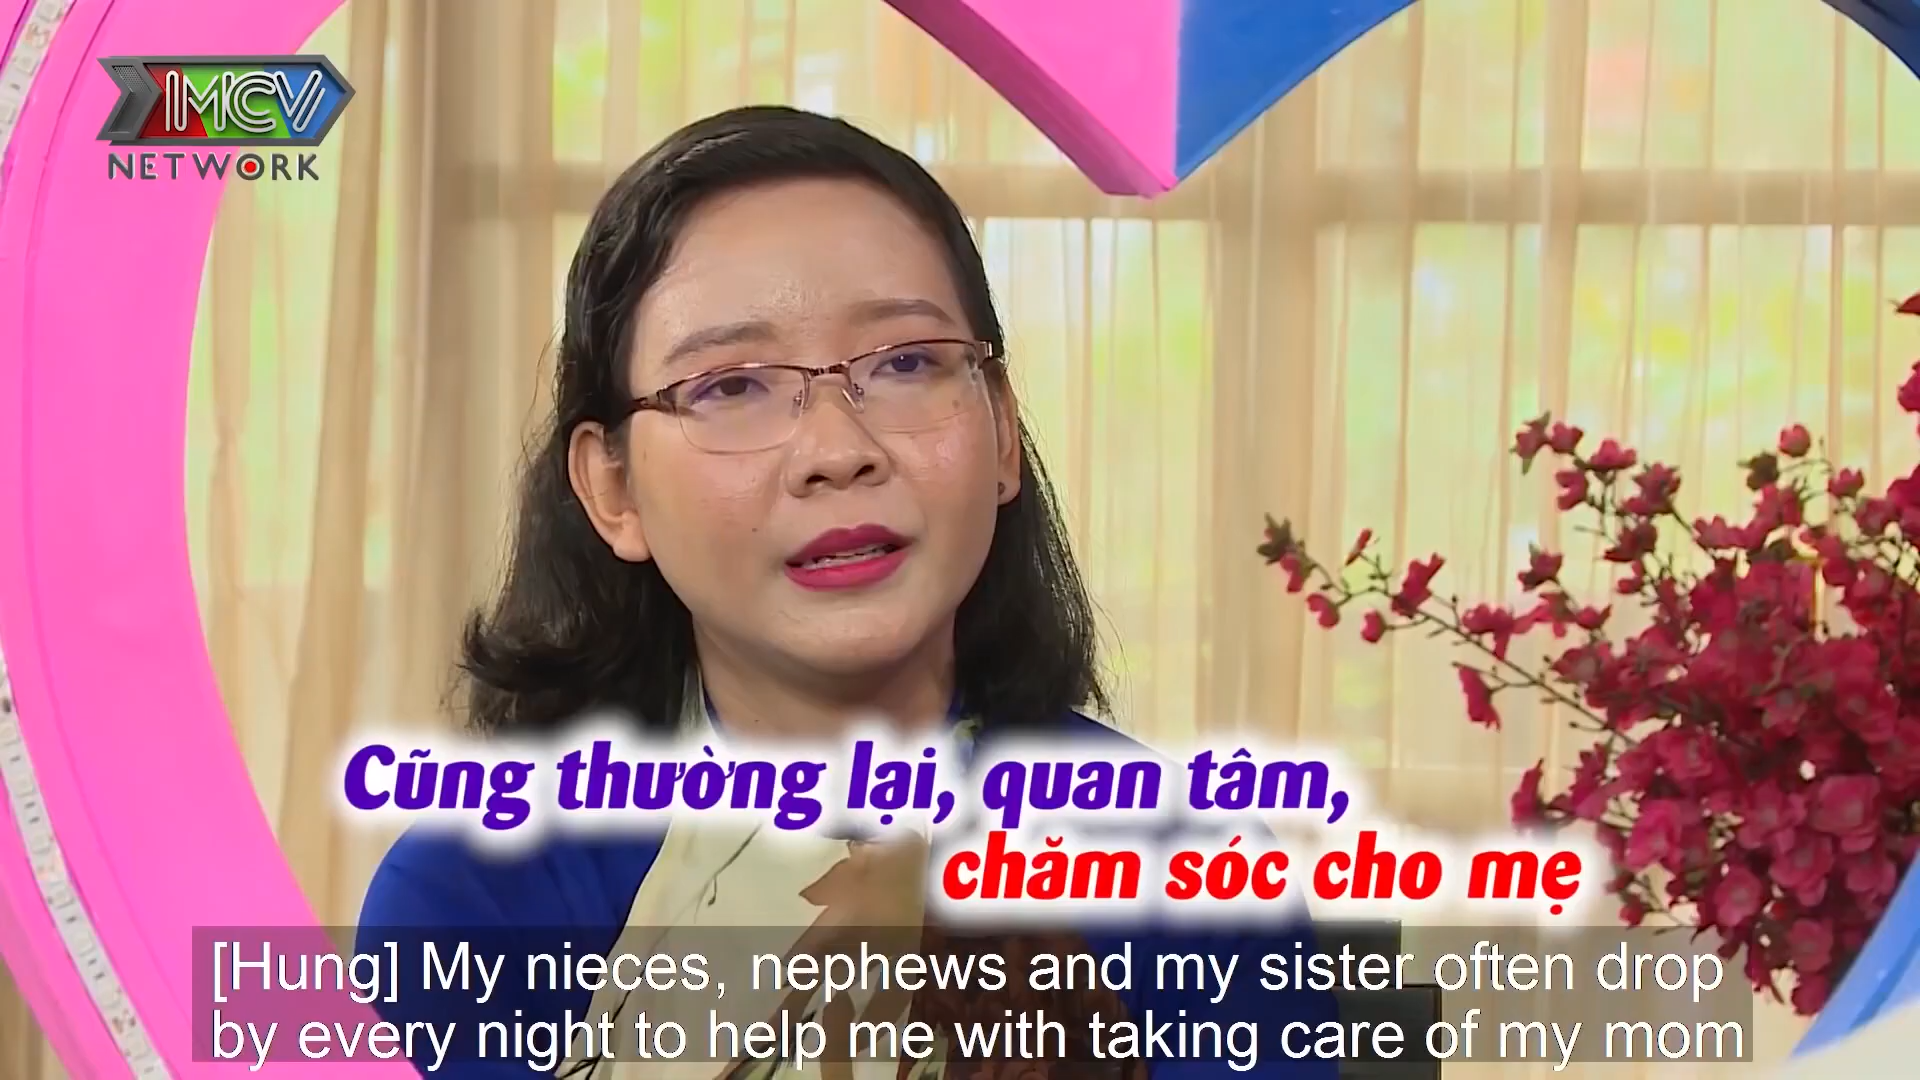 MCV
NETWORK
Cũng thường lại, quan tâm,
chăm sóc cho mẹ
[Hung] My nieces, nephews and my sister often drop
by every night to help me with taking care of my mom